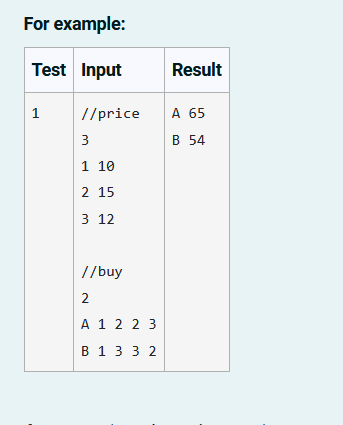 For example:
Test Input Result
1 //price A 65
3 B 54
1 10
2 15
3 12
//buy
2
A 1 2 2 3
B 1 3 3 2